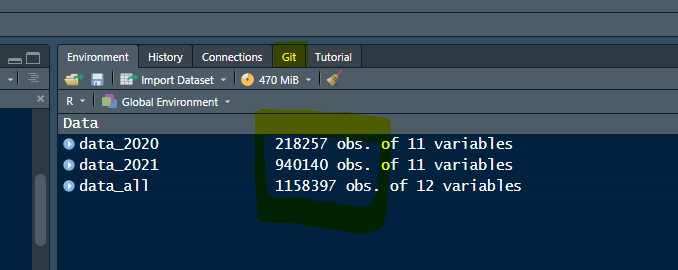 Environment History Connections Git Tutorial
Import Dataset 470 MiB
R Global Environment
Data
data_2020 218257 obs. of 11 variables
data_2021 940140 obs. of 11 variables
data_all 1158397 obs. of 12 variables